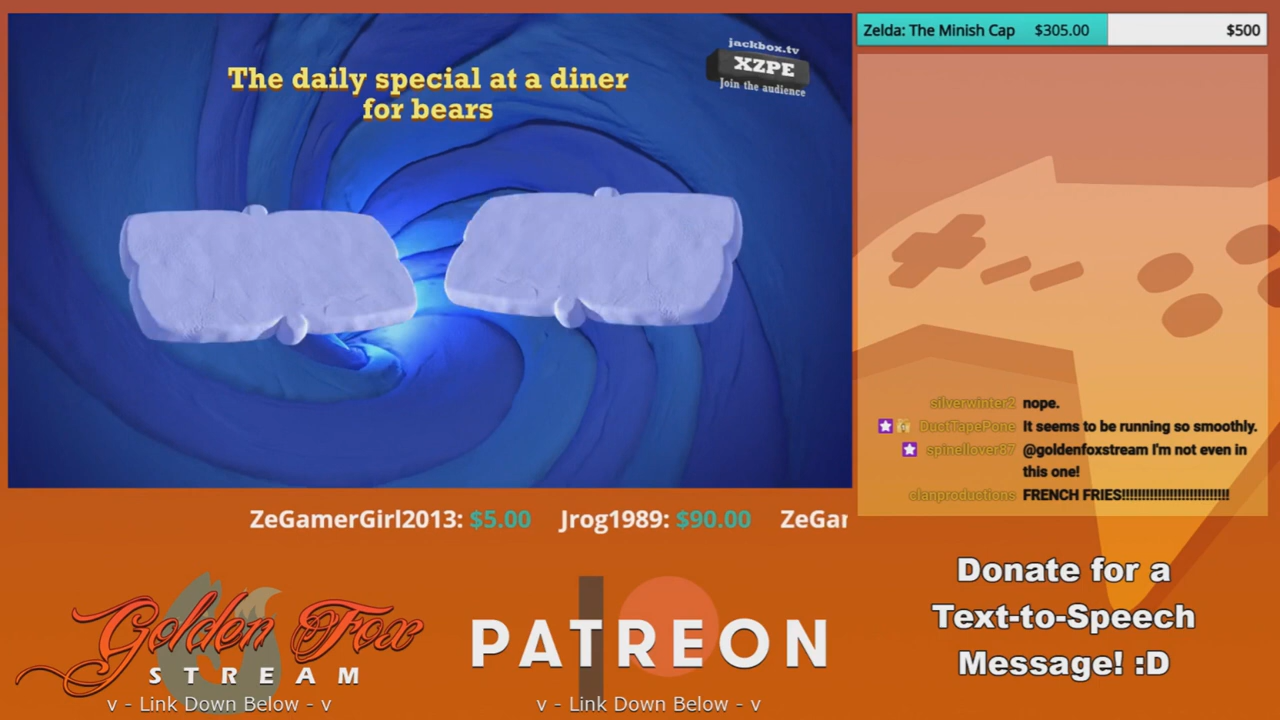 The daily special at a diner
for bears
jackbox.tv
XZPE
Join the audience
Zelda: The Minish Cap $305.00 $500
silverwinter2 nope.
DuctTapePone It seems to be running so smoothly.
spinellover87 @goldenfoxstream I'm not even in
this one!
clanproductions FRENCH FRIES!!!!!!!!!!!!!!!!!!!!!!!!!!!
ZeGamerGirl2013: $5.00 Jrog1989: $90.00 ZeGar
Golden Fox
STREAM
v - Link Down Below - v
PATREON
v - Link Down Below - v
Donate for a
Text-to-Speech
Message! :D